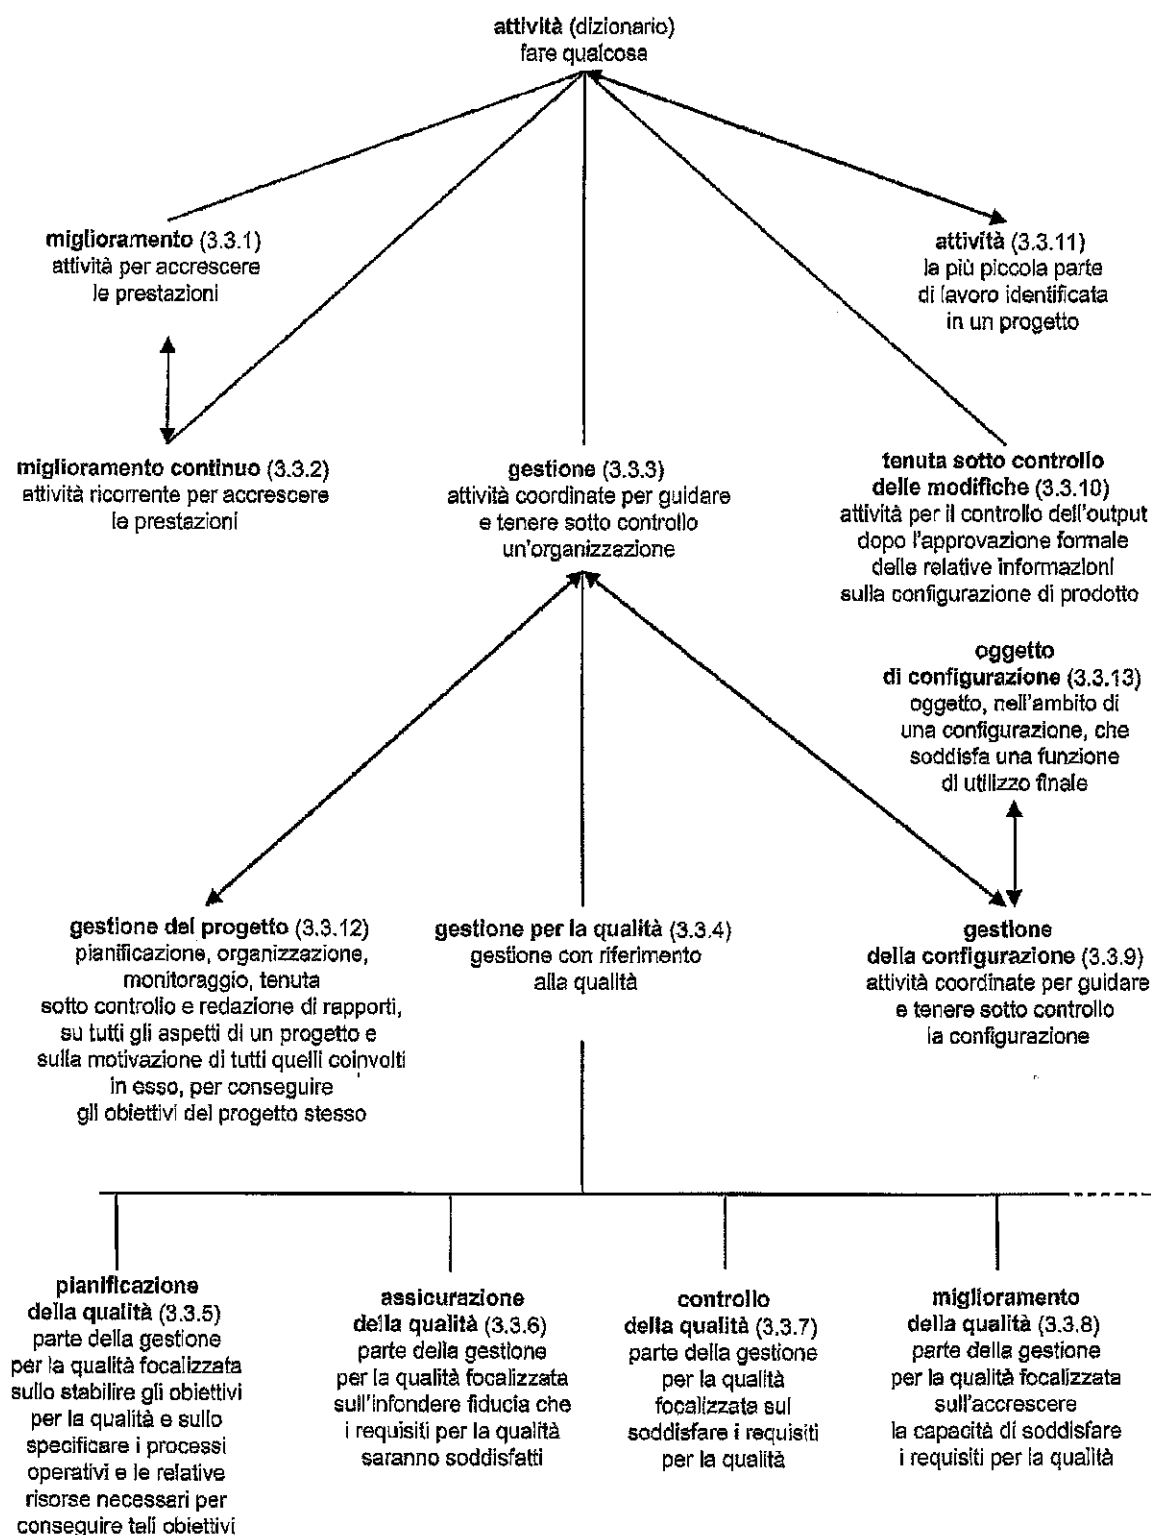 attività (dizionario)
fare qualcosa
miglioramento (3.3.1)
attività per accrescere
le prestazioni
attività (3.3.11)
la più piccola parte
di lavoro identificata
in un progetto
miglioramento continuo (3.3.2)
attività ricorrente per accrescere
le prestazioni
gestione (3.3.3)
attività coordinate per guidare
e tenere sotto controllo
un'organizzazione
tenuta sotto controllo
delle modifiche (3.3.10)
attività per il controllo dell'output
dopo l'approvazione formale
delle relative informazioni
sulla configurazione di prodotto
oggetto
di configurazione (3.3.13)
oggetto, nell'ambito di
una configurazione, che
soddisfa una funzione
di utilizzo finale
gestione del progetto (3.3.12)
pianificazione, organizzazione,
monitoraggio, tenuta
sotto controllo e redazione di rapporti,
su tutti gli aspetti di un progetto e
sulla motivazione di tutti quelli coinvolti
in esso, per conseguire
gli obiettivi del progetto stesso
gestione per la qualità (3.3.4)
gestione con riferimento
alla qualità
gestione
della configurazione (3.3.9)
attività coordinate per guidare
e tenere sotto controllo
la configurazione
pianificazione
della qualità (3.3.5)
parte della gestione
per la qualità focalizzata
sullo stabilire gli obiettivi
per la qualità e sullo
specificare i processi
operativi e le relative
risorse necessari per
conseguire tali obiettivi
assicurazione
della qualità (3.3.6)
parte della gestione
per la qualità focalizzata
sull'infondere fiducia che
i requisiti per la qualità
saranno soddisfatti
controllo
della qualità (3.3.7)
parte della gestione
per la qualità
focalizzata sul
soddisfare i requisiti
per la qualità
miglioramento
della qualità (3.3.8)
parte della gestione
per la qualità focalizzata
sull'accrescere
la capacità di soddisfare
i requisiti per la qualità